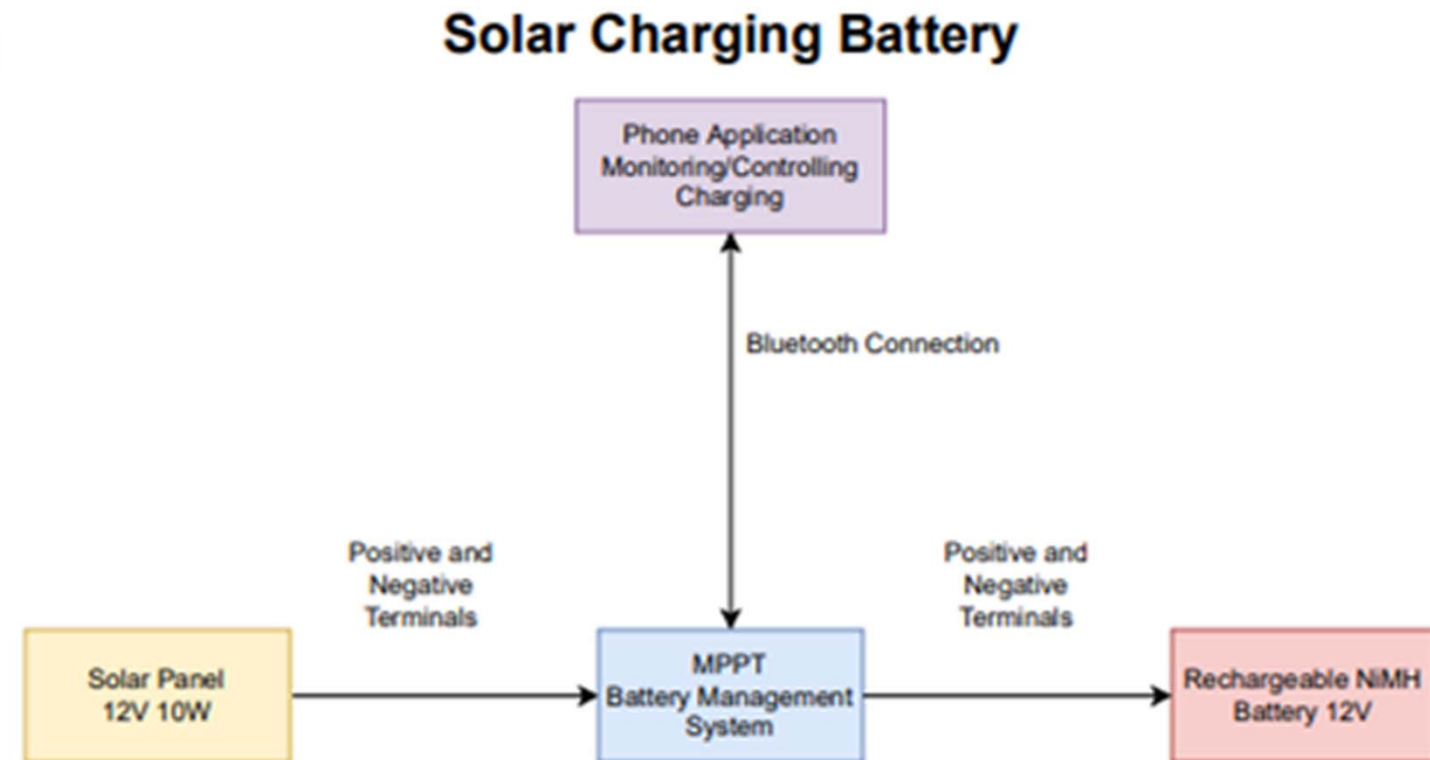 Solar Charging Battery
Phone Application
Monitoring/Controlling
Charging
Bluetooth Connection
Positive and
Negative
Terminals
Positive and
Negative
Terminals
Solar Panel
12V 10W
MPPT
Battery Management
System
Rechargeable NiMH
Battery 12V